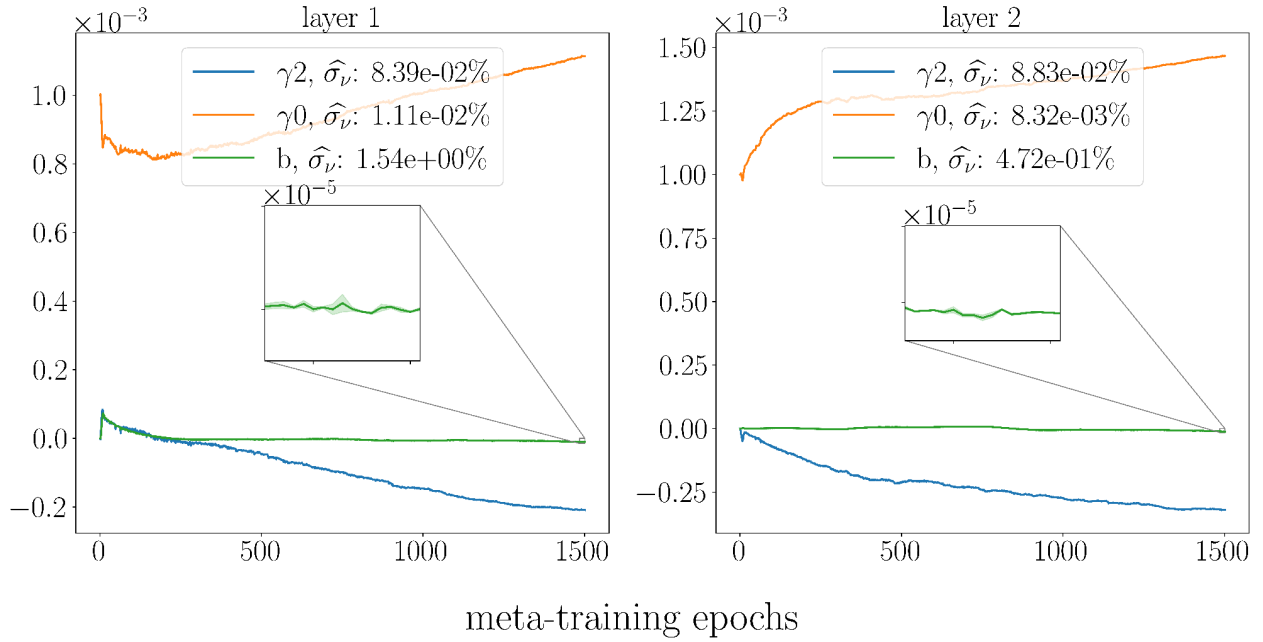 layer 1
×10⁻³
γ2, σ̂_ν: 8.39e-02%
γ0, σ̂_ν: 1.11e-02%
b, σ̂_ν: 1.54e+00%
×10⁻⁵
1.0
0.8
0.6
0.4
0.2
0.0
−0.2
0 500 1000 1500
layer 2
×10⁻³
γ2, σ̂_ν: 8.83e-02%
γ0, σ̂_ν: 8.32e-03%
b, σ̂_ν: 4.72e-01%
×10⁻⁵
1.50
1.25
1.00
0.75
0.50
0.25
0.00
−0.25
0 500 1000 1500
meta-training epochs